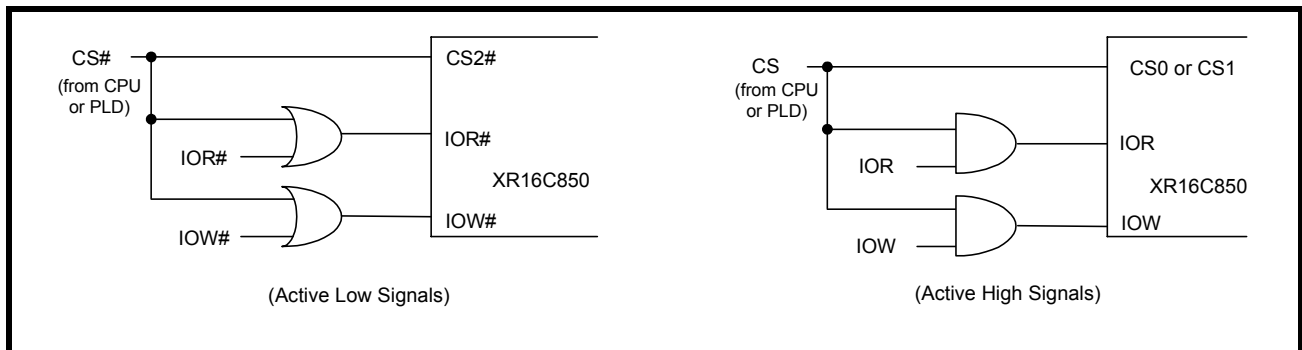 CS#
(from CPU
or PLD)
CS2#
IOR#
IOR#
XR16C850
IOW#
IOW#
(Active Low Signals)
CS
(from CPU
or PLD)
CS0 or CS1
IOR
IOR
XR16C850
IOW
IOW
(Active High Signals)